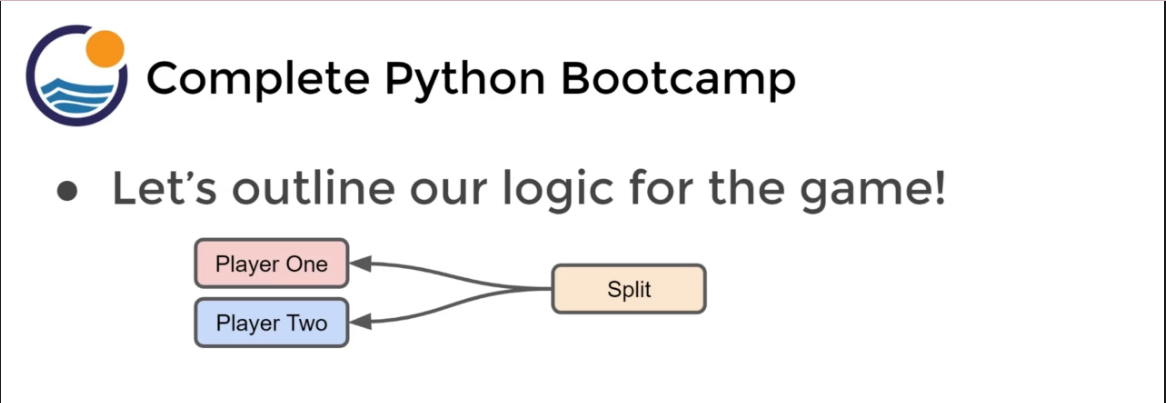 Complete Python Bootcamp
● Let’s outline our logic for the game!
Player One
Split
Player Two